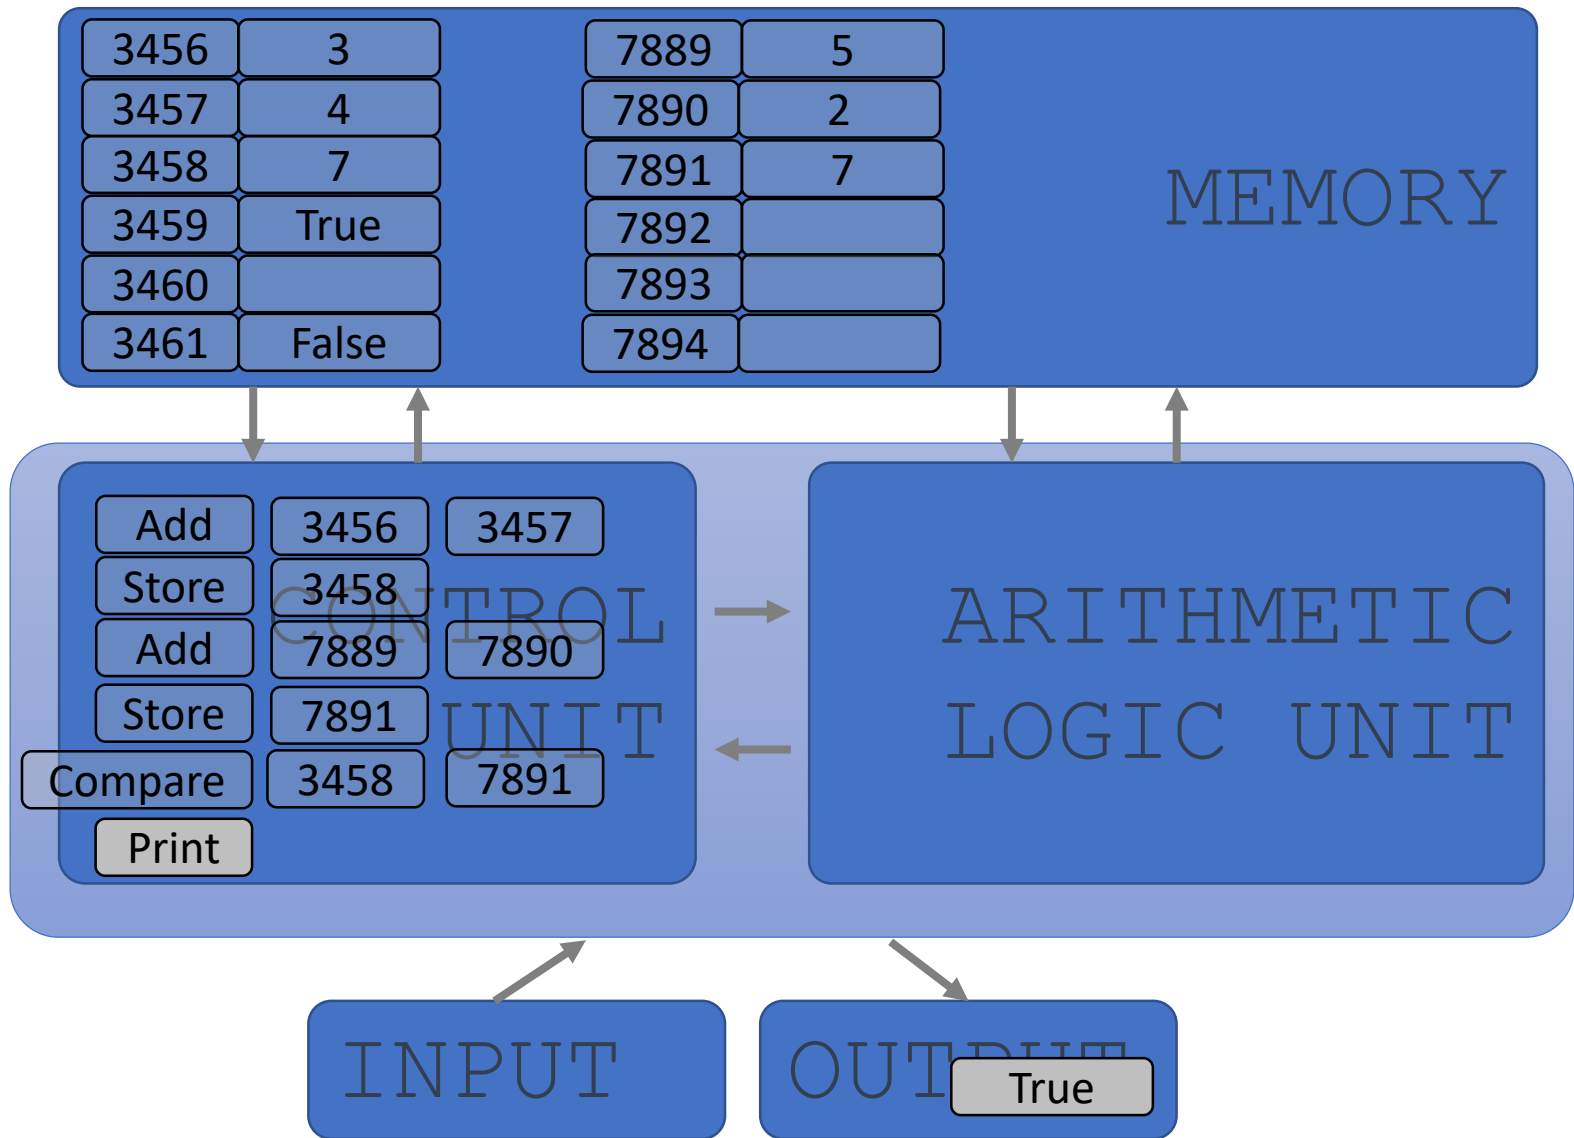 3456 3 7889 5
3457 4 7890 2
3458 7 7891 7
3459 True 7892
3460 7893
3461 False 7894
MEMORY
Add 3456 3457
Store 3458
Add 7889 7890
Store 7891
Compare 3458 7891
Print
CONTROL
UNIT
ARITHMETIC
LOGIC UNIT
INPUT
OUTPUT
True